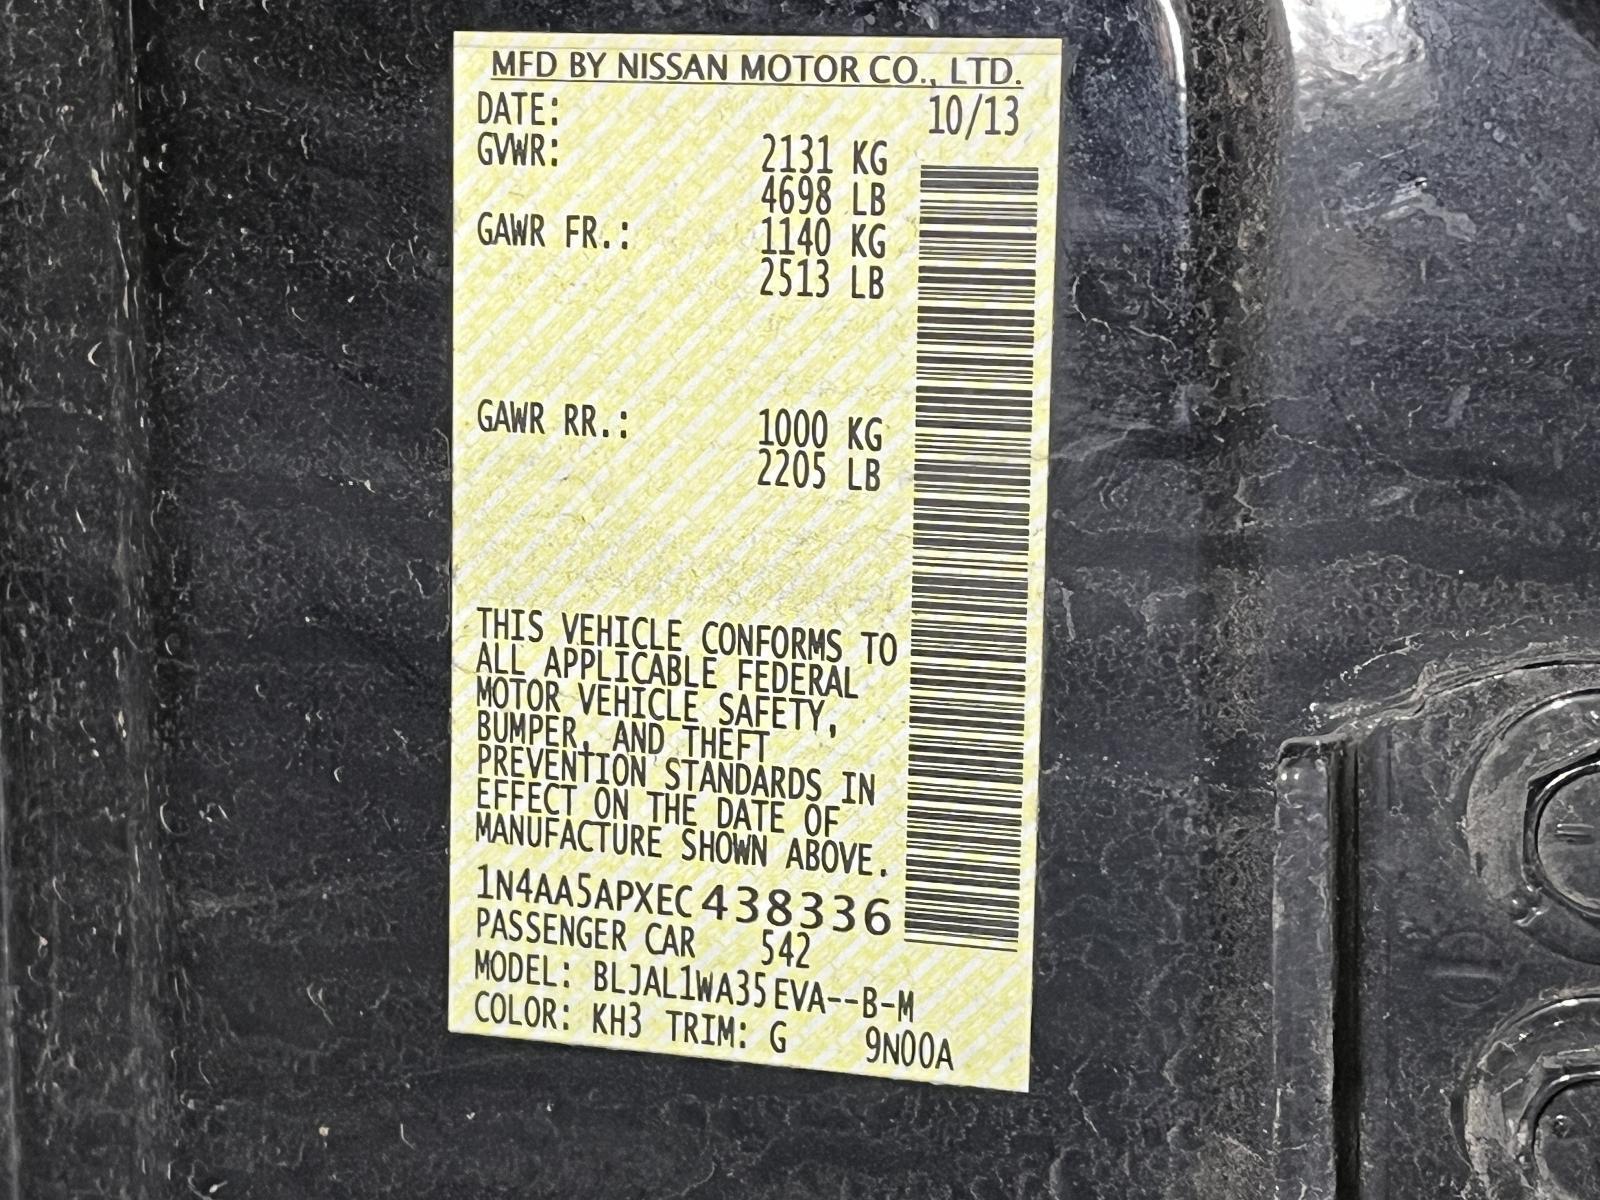 MFD BY NISSAN MOTOR CO., LTD.
DATE: 10/13
GVWR: 2131 KG
4698 LB
GAWR FR.: 1140 KG
2513 LB
GAWR RR.: 1000 KG
2205 LB
THIS VEHICLE CONFORMS TO
ALL APPLICABLE FEDERAL
MOTOR VEHICLE SAFETY,
BUMPER, AND THEFT
PREVENTION STANDARDS IN
EFFECT ON THE DATE OF
MANUFACTURE SHOWN ABOVE.
1N4AA5APXEC438336
PASSENGER CAR 542
MODEL: BLJAL1WA35EVA--B-M
COLOR: KH3 TRIM: G 9N00A